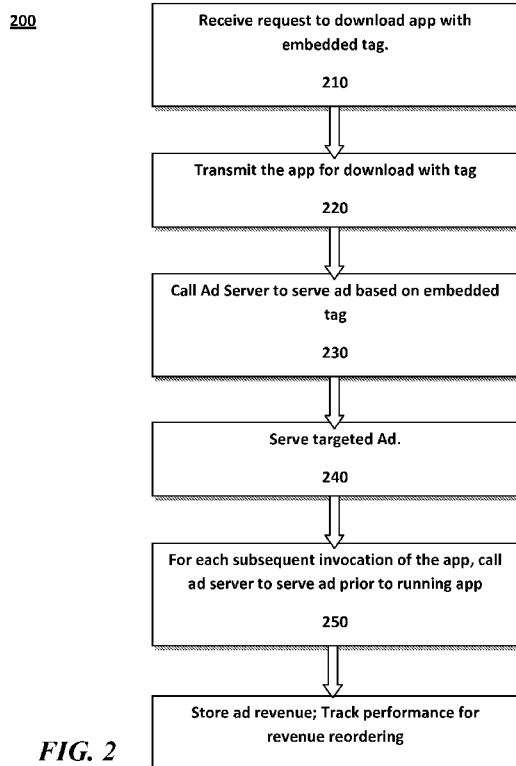 200
Receive request to download app with
embedded tag.
210
Transmit the app for download with tag
220
Call Ad Server to serve ad based on embedded
tag
230
Serve targeted Ad.
240
For each subsequent invocation of the app, call
ad server to serve ad prior to running app
250
Store ad revenue; Track performance for
revenue reordering
FIG. 2